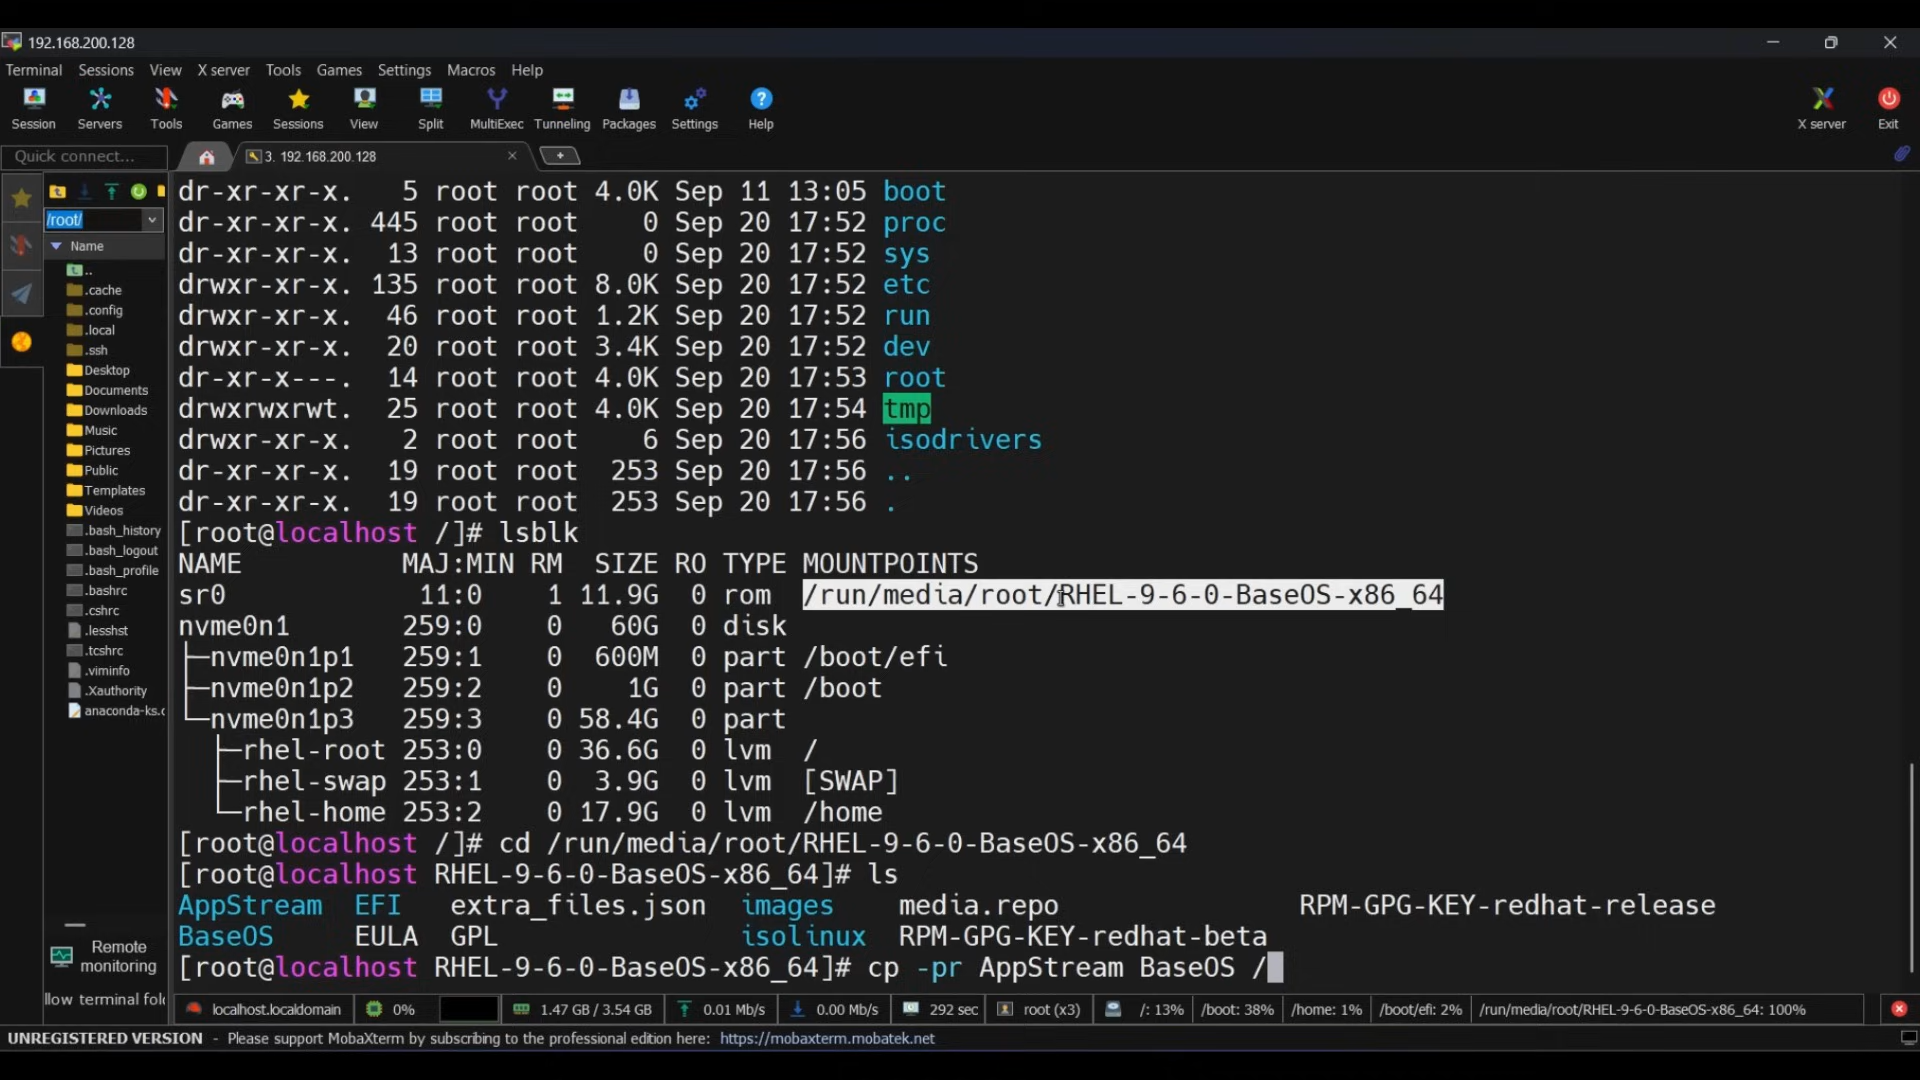 192.168.200.128
Terminal Sessions View X server Tools Games Settings Macros Help
Session Servers Tools Games Sessions View Split MultiExec Tunneling Packages Settings Help X server Exit
Quick connect... 3. 192.168.200.128
/root/
Name
..
.cache
.config
.local
.ssh
Desktop
Documents
Downloads
Music
Pictures
Public
Templates
Videos
.bash_history
.bash_logout
.bash_profile
.bashrc
.cshrc
.lesshst
.tcshrc
.viminfo
.Xauthority
anaconda-ks.c
Remote
monitoring
llow terminal fol
dr-xr-xr-x. 5 root root 4.0K Sep 11 13:05 boot
dr-xr-xr-x. 445 root root 0 Sep 20 17:52 proc
dr-xr-xr-x. 13 root root 0 Sep 20 17:52 sys
drwxr-xr-x. 135 root root 8.0K Sep 20 17:52 etc
drwxr-xr-x. 46 root root 1.2K Sep 20 17:52 run
drwxr-xr-x. 20 root root 3.4K Sep 20 17:52 dev
dr-xr-x---. 14 root root 4.0K Sep 20 17:53 root
drwxrwxrwt. 25 root root 4.0K Sep 20 17:54 tmp
drwxr-xr-x. 2 root root 6 Sep 20 17:56 isodrivers
dr-xr-xr-x. 19 root root 253 Sep 20 17:56 ..
dr-xr-xr-x. 19 root root 253 Sep 20 17:56 .
[root@localhost /]# lsblk
NAME MAJ:MIN RM SIZE RO TYPE MOUNTPOINTS
sr0 11:0 1 11.9G 0 rom /run/media/root/RHEL-9-6-0-BaseOS-x86_64
nvme0n1 259:0 0 60G 0 disk
├─nvme0n1p1 259:1 0 600M 0 part /boot/efi
├─nvme0n1p2 259:2 0 1G 0 part /boot
└─nvme0n1p3 259:3 0 58.4G 0 part
├─rhel-root 253:0 0 36.6G 0 lvm /
├─rhel-swap 253:1 0 3.9G 0 lvm [SWAP]
└─rhel-home 253:2 0 17.9G 0 lvm /home
[root@localhost /]# cd /run/media/root/RHEL-9-6-0-BaseOS-x86_64
[root@localhost RHEL-9-6-0-BaseOS-x86_64]# ls
AppStream EFI extra_files.json images media.repo RPM-GPG-KEY-redhat-release
BaseOS EULA GPL isolinux RPM-GPG-KEY-redhat-beta
[root@localhost RHEL-9-6-0-BaseOS-x86_64]# cp -pr AppStream BaseOS /
localhost.localdomain 0% 1.47 GB / 3.54 GB 0.01 Mb/s 0.00 Mb/s 292 sec root (x3) /: 13% /boot: 38% /home: 1% /boot/efi: 2% /run/media/root/RHEL-9-6-0-BaseOS-x86_64: 100%
UNREGISTERED VERSION - Please support MobaXterm by subscribing to the professional edition here: https://mobaxterm.mobatek.net